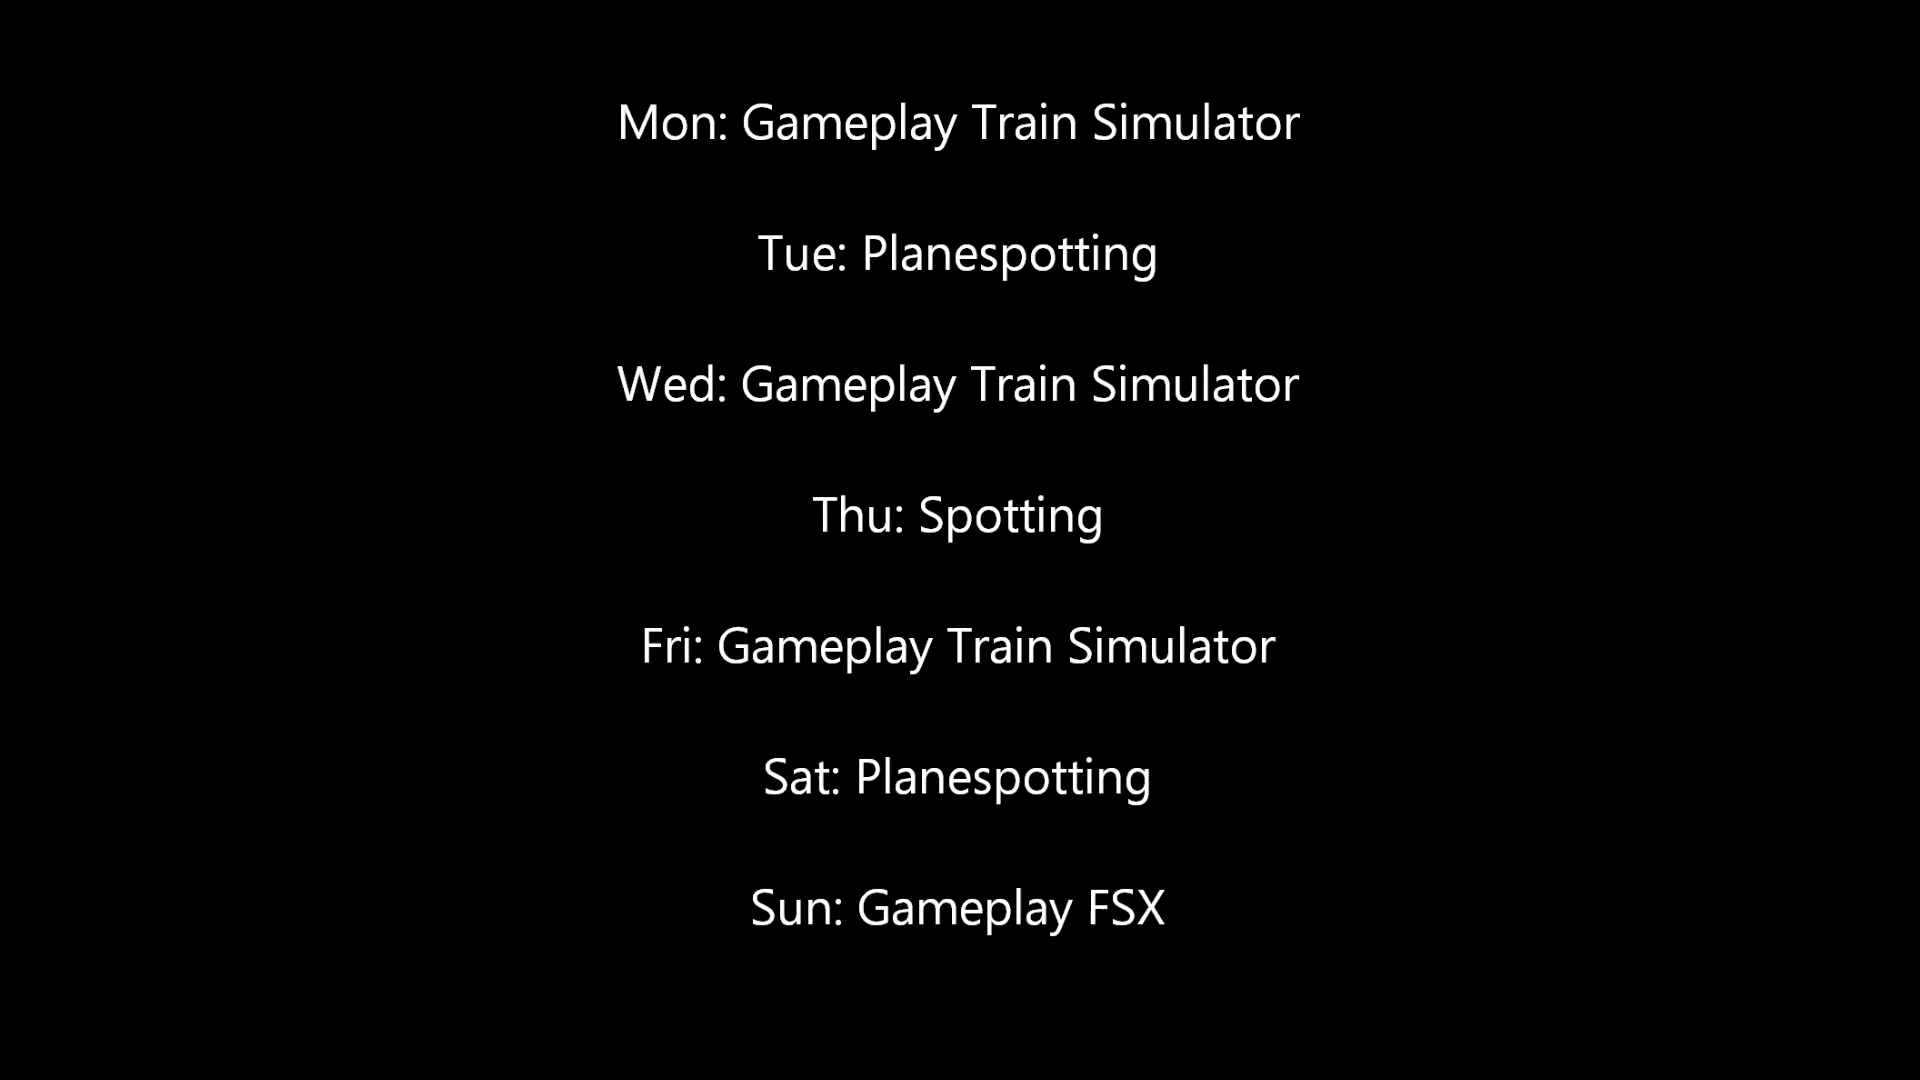 Mon: Gameplay Train Simulator
Tue: Planespotting
Wed: Gameplay Train Simulator
Thu: Spotting
Fri: Gameplay Train Simulator
Sat: Planespotting
Sun: Gameplay FSX